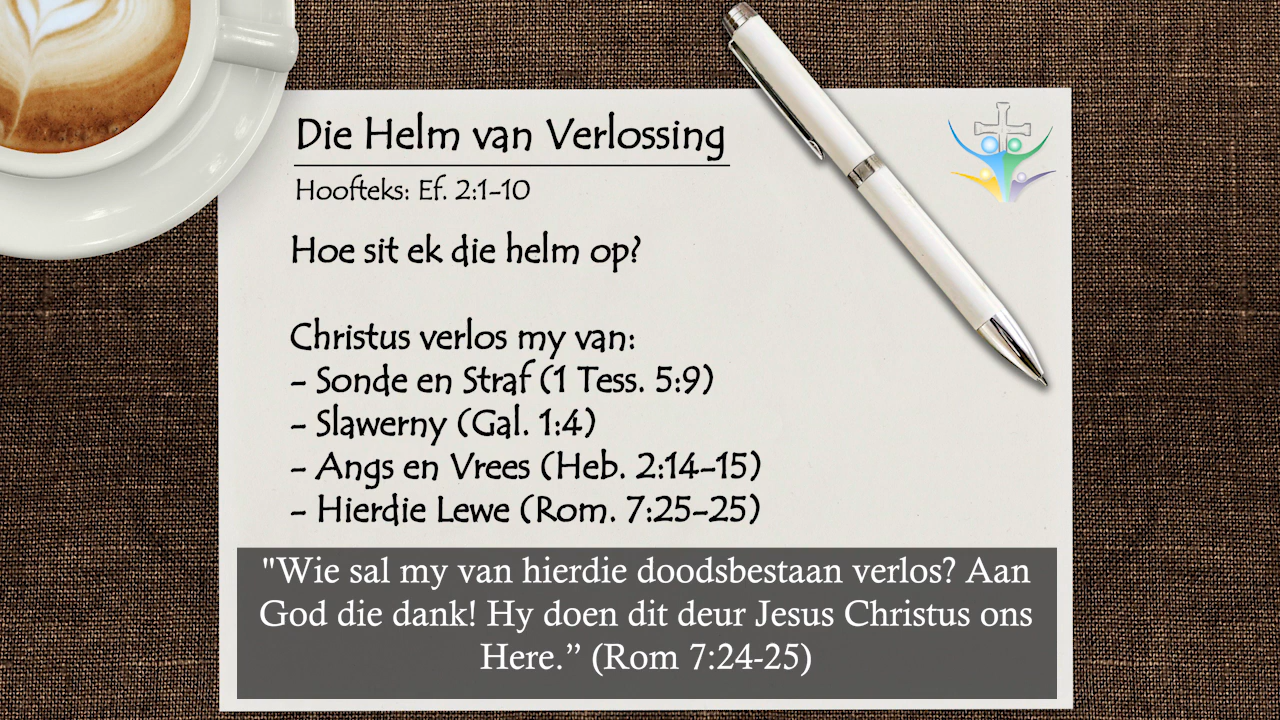 Die Helm van Verlossing
Hoofteks: Ef. 2:1-10
Hoe sit ek die helm op?
Christus verlos my van:
- Sonde en Straf (1 Tess. 5:9)
- Slawerny (Gal. 1:4)
- Angs en Vrees (Heb. 2:14-15)
- Hierdie Lewe (Rom. 7:25-25)
"Wie sal my van hierdie doodsbestaan verlos? Aan
God die dank! Hy doen dit deur Jesus Christus ons
Here.” (Rom 7:24-25)